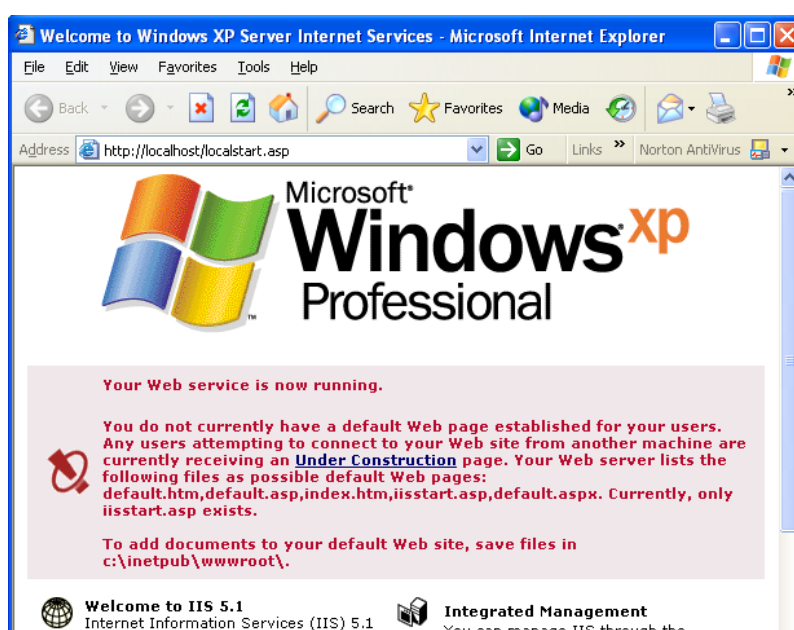 Welcome to Windows XP Server Internet Services - Microsoft Internet Explorer
File Edit View Favorites Tools Help
Back Search Favorites Media
Address http://localhost/localstart.asp Go Links » Norton AntiVirus
Microsoft®
Windows xp
Professional
Your Web service is now running.
You do not currently have a default Web page established for your users.
Any users attempting to connect to your Web site from another machine are
currently receiving an Under Construction page. Your Web server lists the
following files as possible default Web pages:
default.htm,default.asp,index.htm,iisstart.asp,default.aspx. Currently, only
iisstart.asp exists.
To add documents to your default Web site, save files in
c:\inetpub\wwwroot\.
Welcome to IIS 5.1
Internet Information Services (IIS) 5.1
Integrated Management
You can manage IIS through the